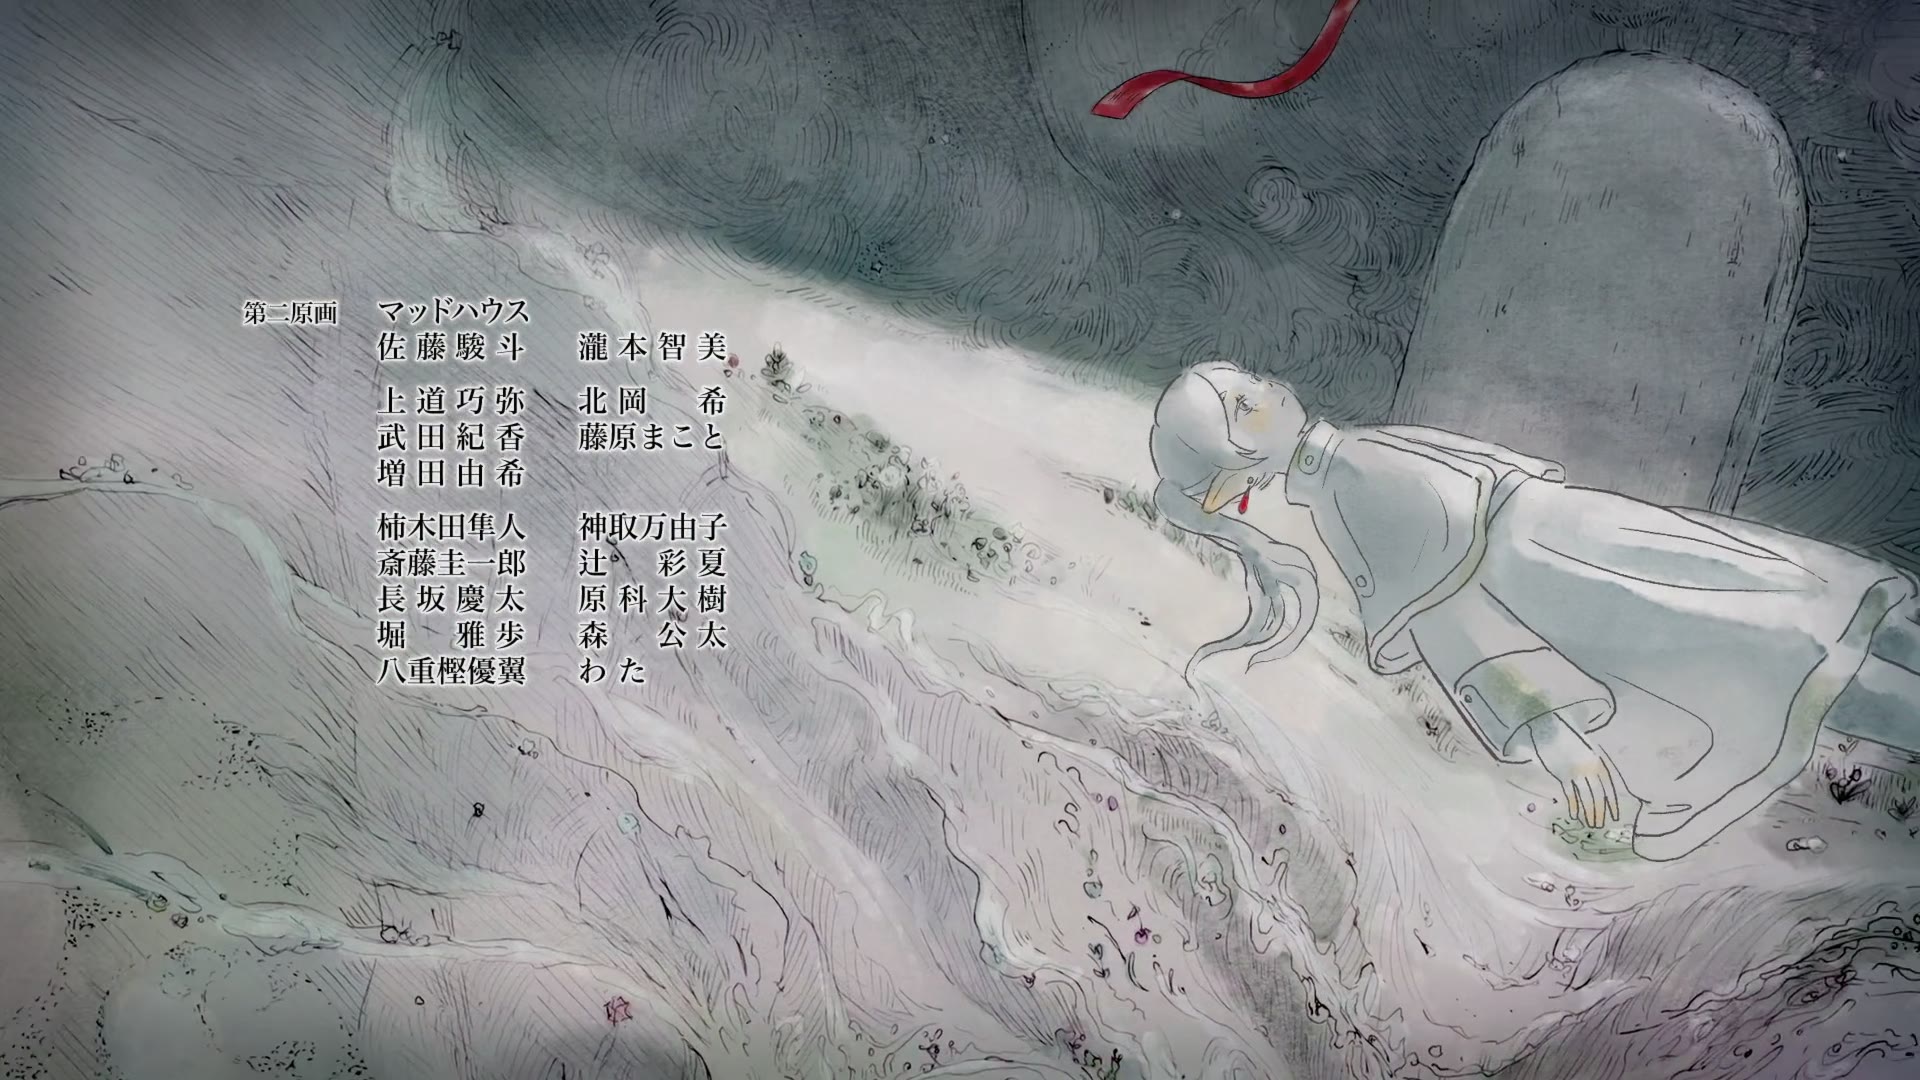 第二原画 マッドハウス
佐藤駿斗 瀧本智美
上道巧弥 北岡 希
武田紀香 藤原まこと
増田由希
柿木田隼人 神取万由子
斎藤圭一郎 辻 彩夏
長坂慶太 原科大樹
堀 雅歩 森 公太
八重樫優翼 わた